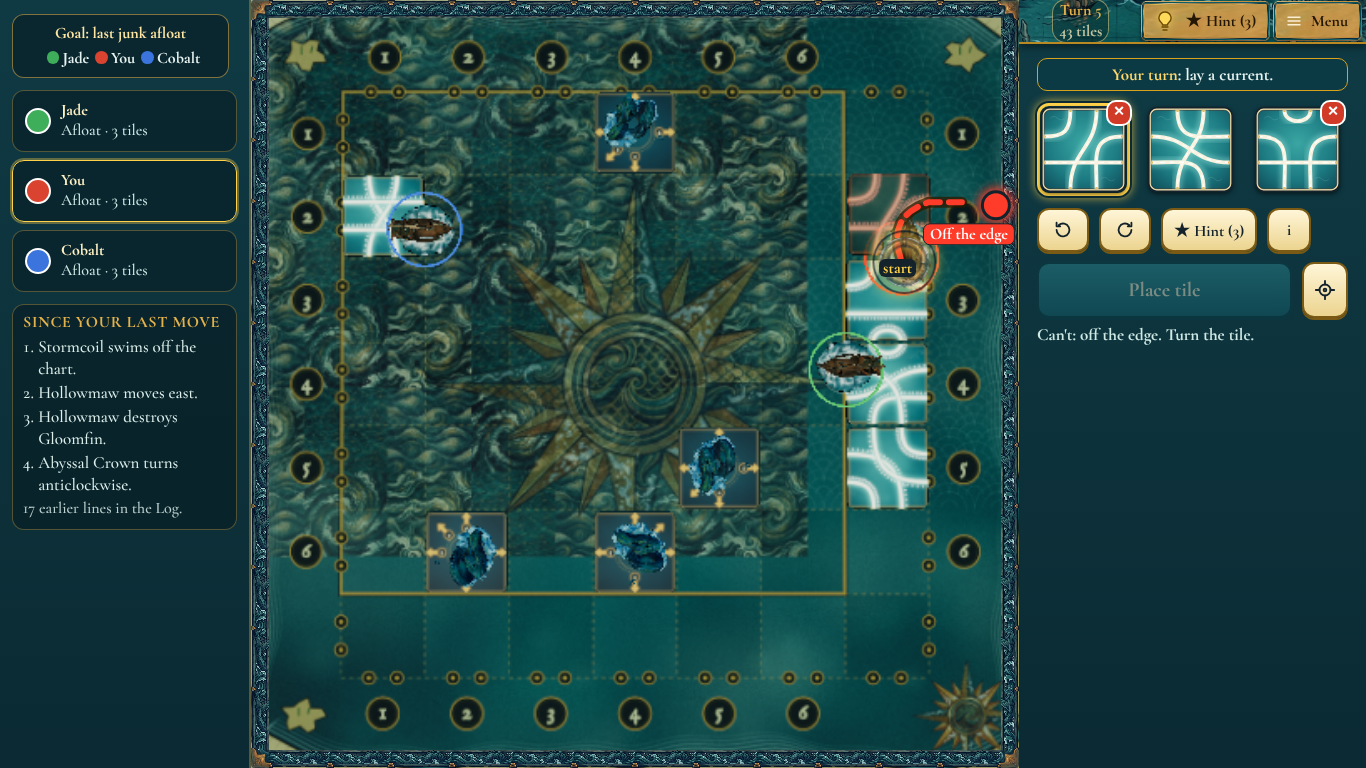 Goal: last junk afloat
Jade You Cobalt
Jade
Afloat · 3 tiles
You
Afloat · 3 tiles
Cobalt
Afloat · 3 tiles
SINCE YOUR LAST MOVE
1. Stormcoil swims off the
chart.
2. Hollowmaw moves east.
3. Hollowmaw destroys
Gloomfin.
4. Abyssal Crown turns
anticlockwise.
17 earlier lines in the Log.
1 2 3 4 5 6
1 1
2 2
3 3
4 4
5 5
6 6
1 2 3 4 5 6
Off the edge
start
Turn 5
43 tiles
★ Hint (3)
Menu
Your turn: lay a current.
★ Hint (3)
i
Place tile
Can't: off the edge. Turn the tile.